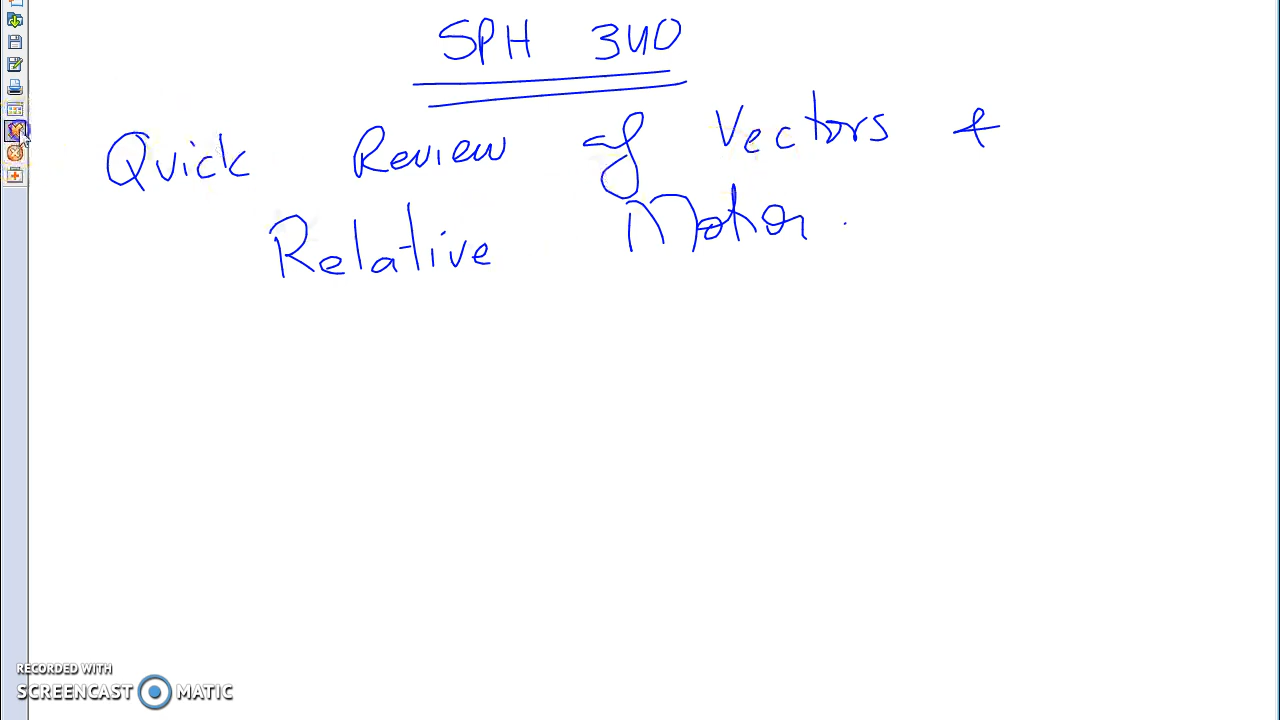 SPH 3U0
Quick Review of Vectors &
Relative Motion.
RECORDED WITH
SCREENCAST MATIC